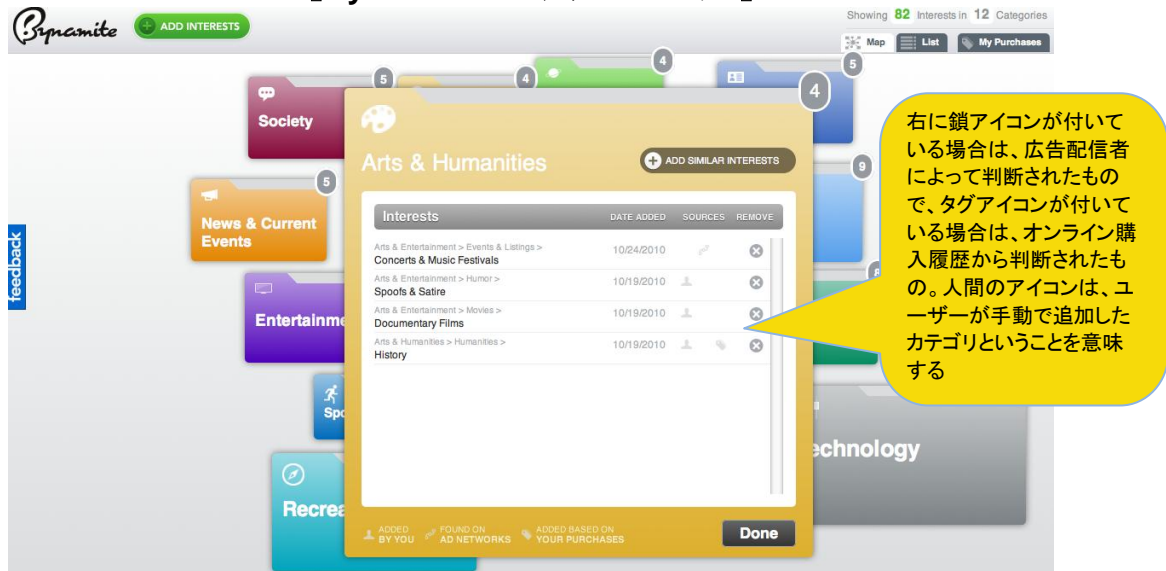 Bynamite
ADD INTERESTS
Showing 82 Interests in 12 Categories
Map
List
My Purchases
5
4
4
5
Society
4
Arts & Humanities
ADD SIMILAR INTERESTS
9
5
News & Current
Events
feedback
Interests DATE ADDED SOURCES REMOVE
Arts & Entertainment > Events & Listings >
Concerts & Music Festivals
10/24/2010
Arts & Entertainment > Humor >
Spoofs & Satire
10/19/2010
Arts & Entertainment > Movies >
Documentary Films
10/19/2010
Arts & Humanities > Humanities >
History
10/19/2010
Entertainme
Spo
Recrea
echnology
ADDED
BY YOU
FOUND ON
AD NETWORKS
ADDED BASED ON
YOUR PURCHASES
Done
右に鎖アイコンが付いて
いる場合は、広告配信者
によって判断されたもの
で、タグアイコンが付いて
いる場合は、オンライン購
入履歴から判断されたも
の。人間のアイコンは、ユ
ーザーが手動で追加した
カテゴリということを意味
する